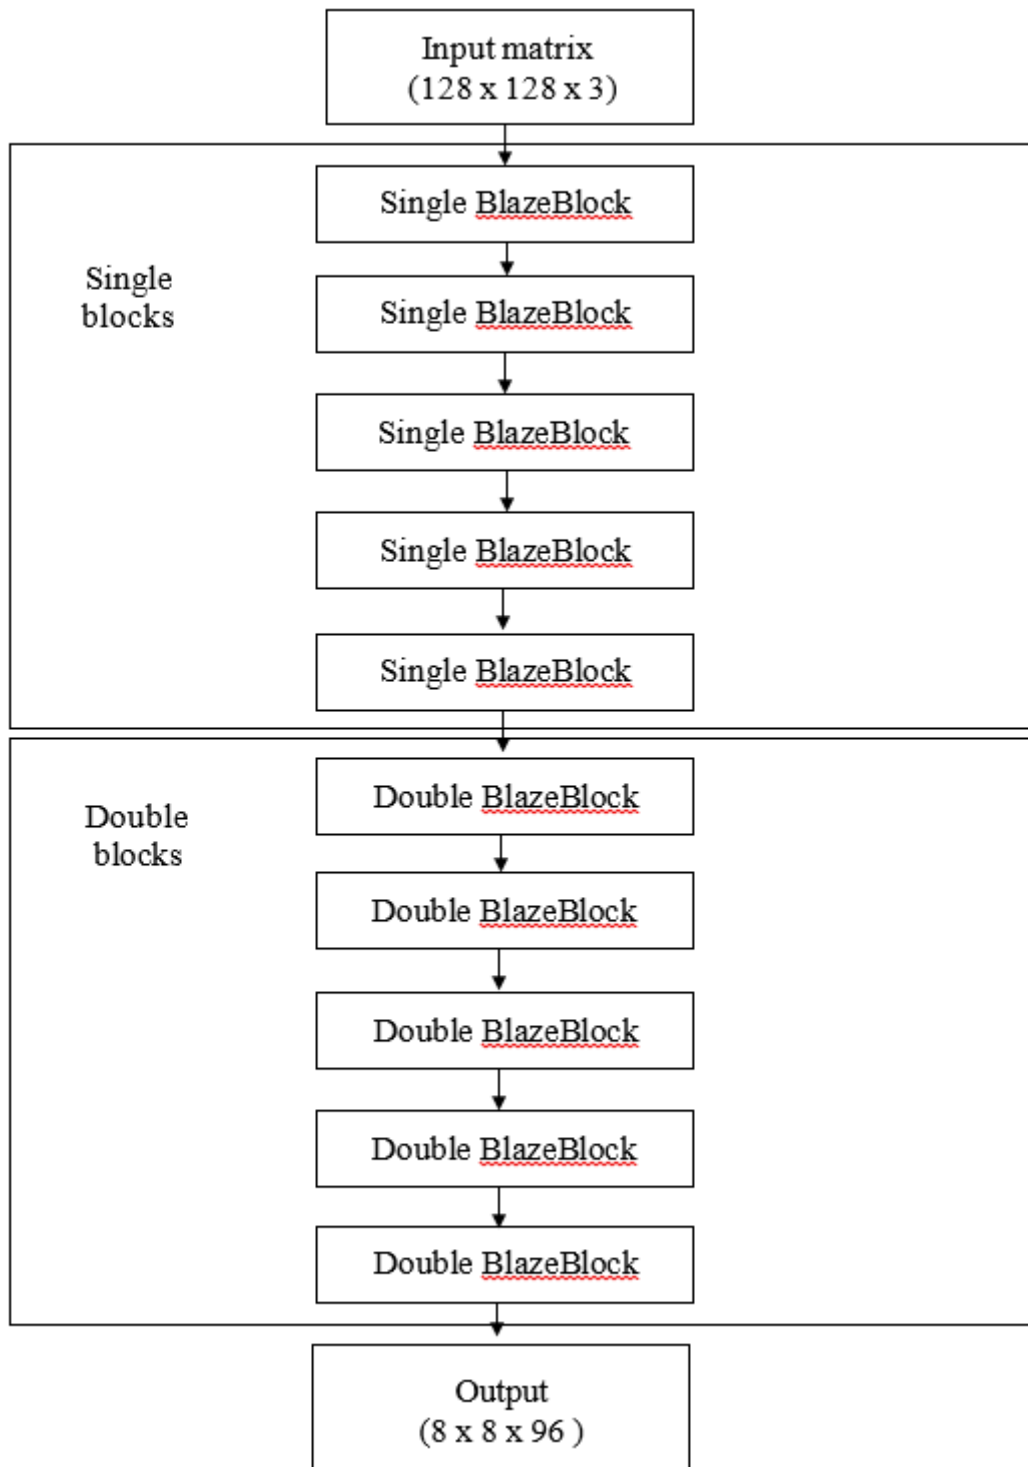 Input matrix
(128 x 128 x 3)
Single BlazeBlock
Single
blocks
Single BlazeBlock
Single BlazeBlock
Single BlazeBlock
Single BlazeBlock
Double BlazeBlock
Double
blocks
Double BlazeBlock
Double BlazeBlock
Double BlazeBlock
Double BlazeBlock
Output
(8 x 8 x 96 )